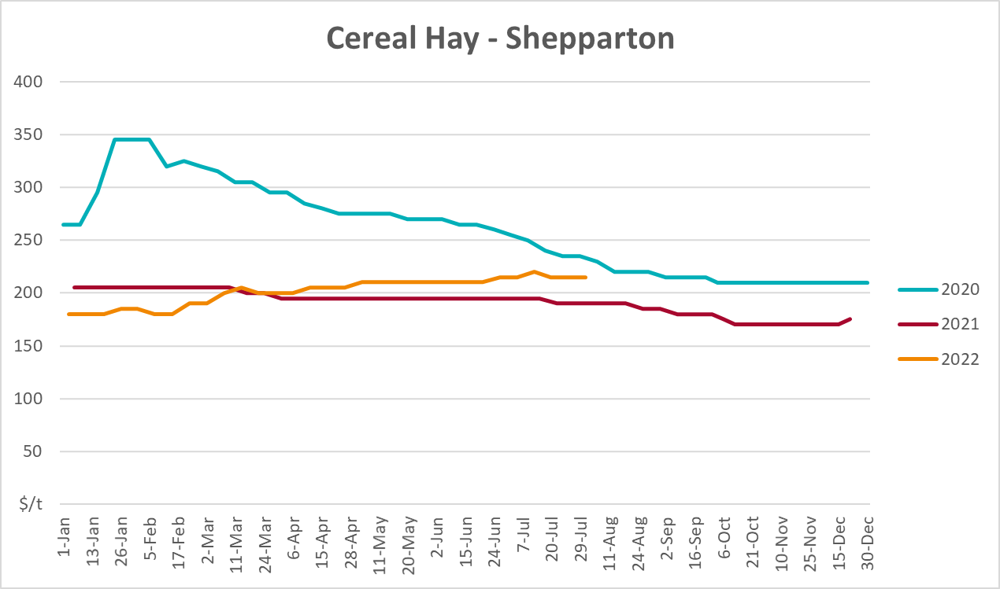 Cereal Hay - Shepparton
400
350
300
250
200
150
100
50
$/t
1-Jan
13-Jan
26-Jan
5-Feb
17-Feb
2-Mar
11-Mar
24-Mar
6-Apr
15-Apr
28-Apr
11-May
20-May
2-Jun
15-Jun
24-Jun
7-Jul
20-Jul
29-Jul
11-Aug
24-Aug
2-Sep
16-Sep
6-Oct
21-Oct
10-Nov
25-Nov
15-Dec
30-Dec
2020
2021
2022